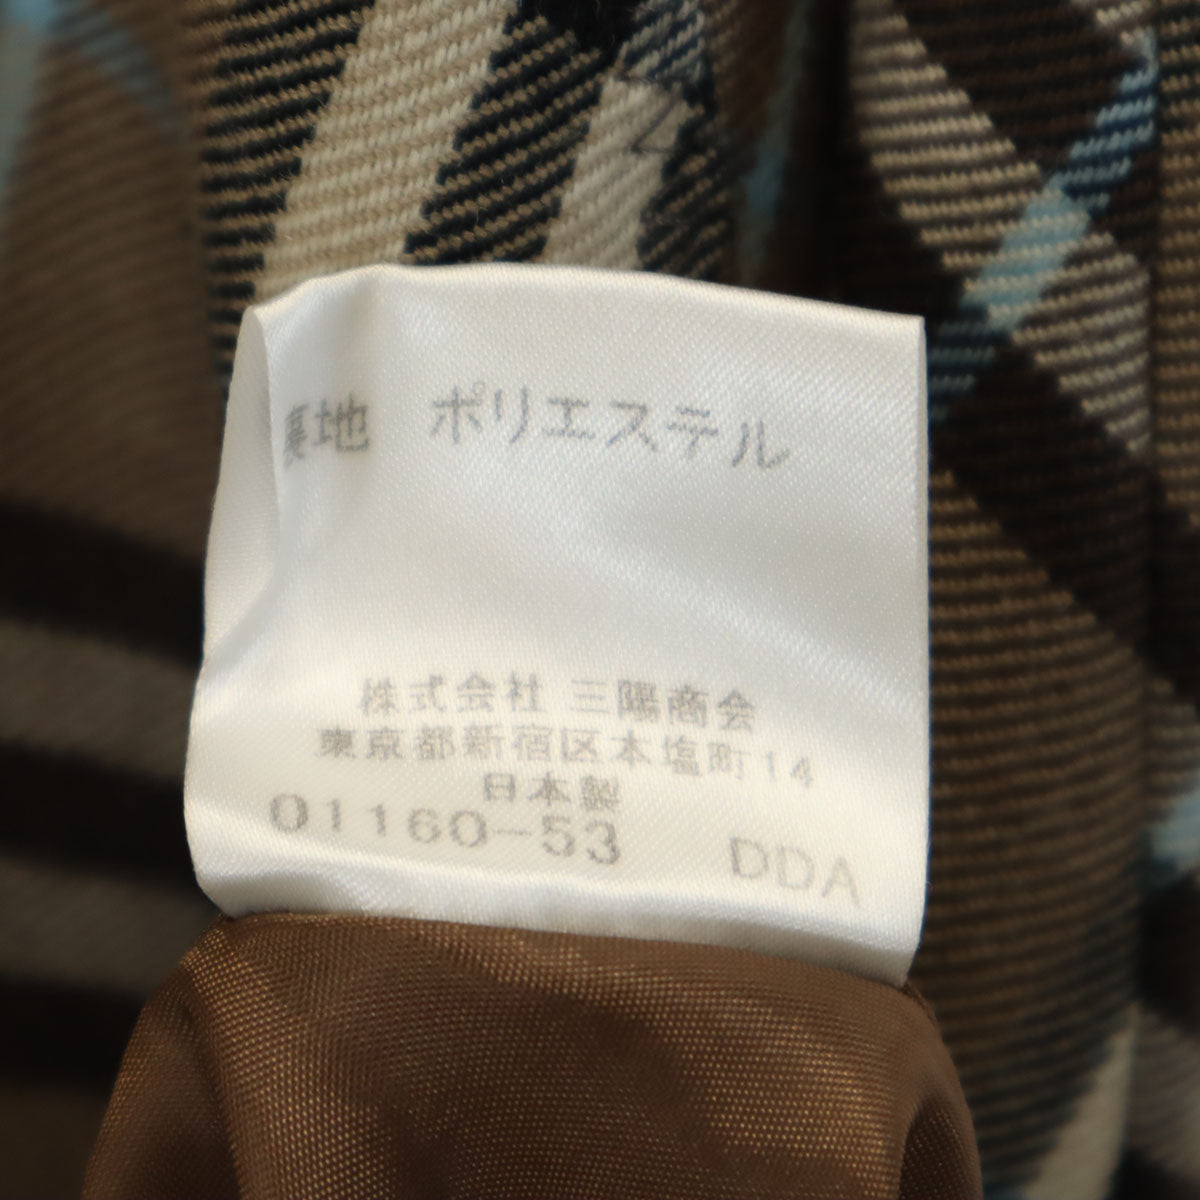 裏地 ポリエステル
株式会社 三陽商会
東京都新宿区本塩町14
日本製
01160-53 DDA